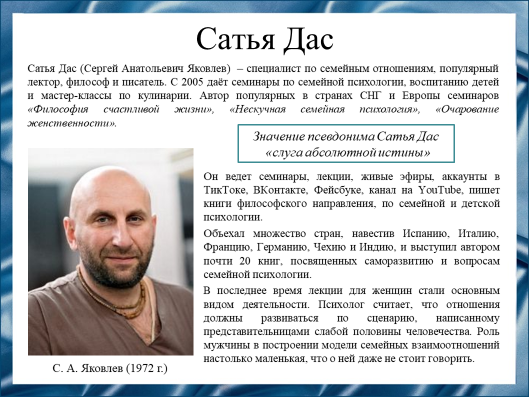 Сатья Дас
Сатья Дас (Сергей Анатольевич Яковлев) – специалист по семейным отношениям, популярный
лектор, философ и писатель. С 2005 даёт семинары по семейной психологии, воспитанию детей
и мастер-классы по кулинарии. Автор популярных в странах СНГ и Европы семинаров
«Философия счастливой жизни», «Нескучная семейная психология», «Очарование
женственности».
Значение псевдонима Сатья Дас
«слуга абсолютной истины»
Он ведет семинары, лекции, живые эфиры, аккаунты в
ТикТоке, ВКонтакте, Фейсбуке, канал на YouTube, пишет
книги философского направления, по семейной и детской
психологии.
Объехал множество стран, навестив Испанию, Италию,
Францию, Германию, Чехию и Индию, и выступил автором
почти 20 книг, посвященных саморазвитию и вопросам
семейной психологии.
В последнее время лекции для женщин стали основным
видом деятельности. Психолог считает, что отношения
должны развиваться по сценарию, написанному
представительницами слабой половины человечества. Роль
мужчины в построении модели семейных взаимоотношений
настолько маленькая, что о ней даже не стоит говорить.
С. А. Яковлев (1972 г.)